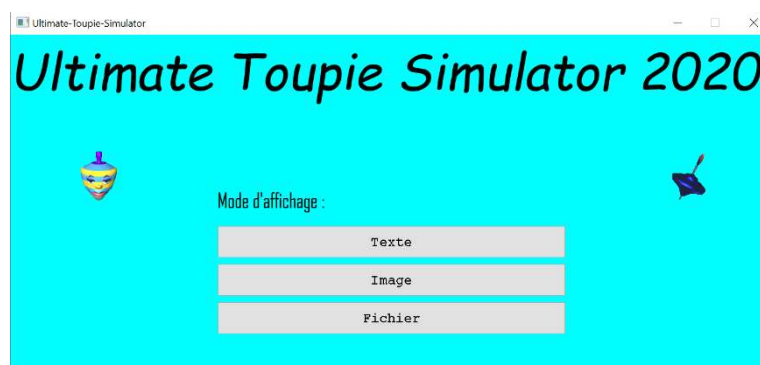 Ultimate-Toupie-Simulator
Ultimate Toupie Simulator 2020
Mode d'affichage :
Texte
Image
Fichier